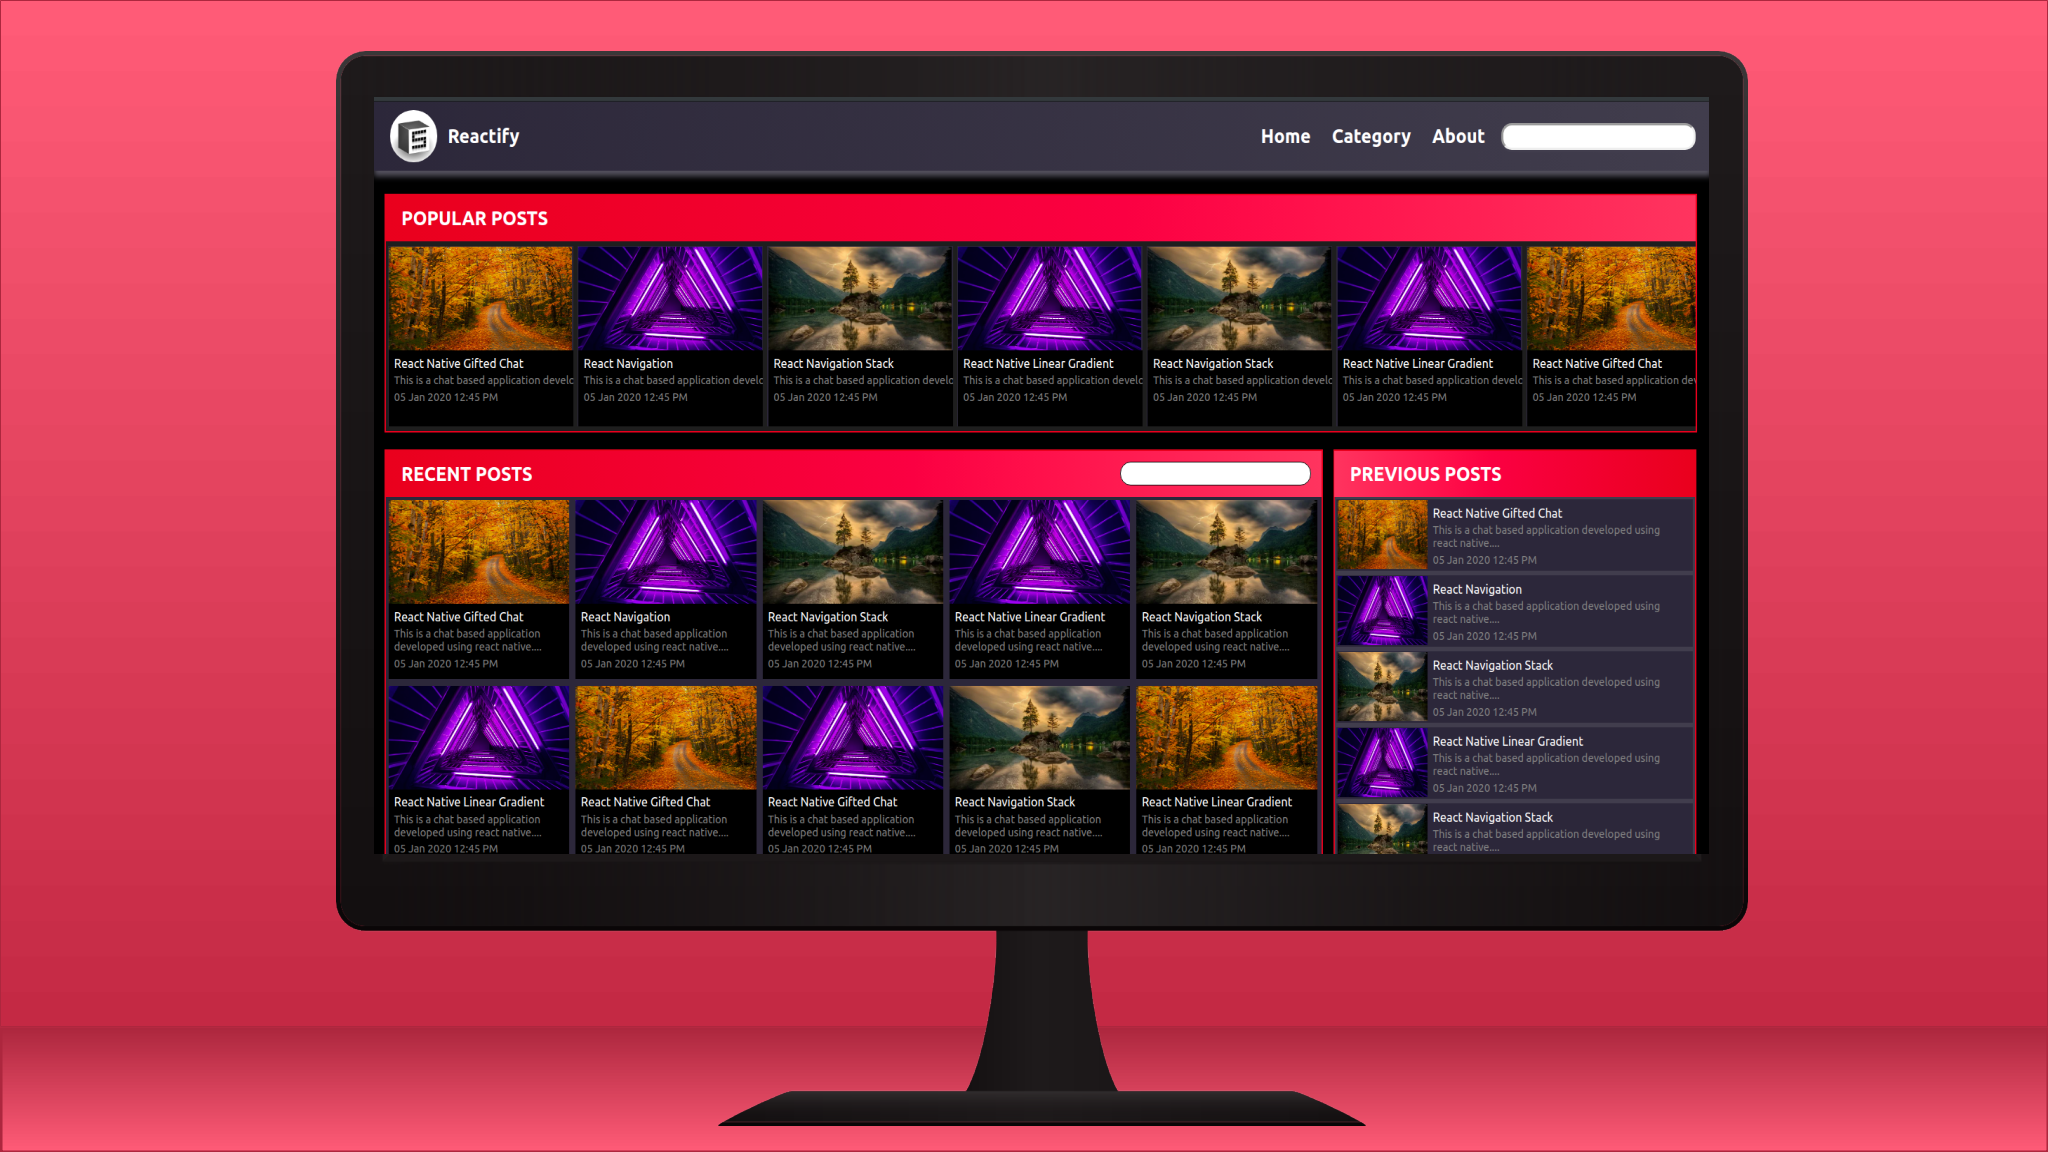 Reactify
Home Category About
POPULAR POSTS
React Native Gifted Chat
This is a chat based application develc
05 Jan 2020 12:45 PM
React Navigation
This is a chat based application develc
05 Jan 2020 12:45 PM
React Navigation Stack
This is a chat based application develc
05 Jan 2020 12:45 PM
React Native Linear Gradient
This is a chat based application develc
05 Jan 2020 12:45 PM
React Navigation Stack
This is a chat based application develc
05 Jan 2020 12:45 PM
React Native Linear Gradient
This is a chat based application develc
05 Jan 2020 12:45 PM
React Native Gifted Chat
This is a chat based application dev
05 Jan 2020 12:45 PM
RECENT POSTS
React Native Gifted Chat
This is a chat based application
developed using react native....
05 Jan 2020 12:45 PM
React Navigation
This is a chat based application
developed using react native....
05 Jan 2020 12:45 PM
React Navigation Stack
This is a chat based application
developed using react native....
05 Jan 2020 12:45 PM
React Native Linear Gradient
This is a chat based application
developed using react native....
05 Jan 2020 12:45 PM
React Navigation Stack
This is a chat based application
developed using react native....
05 Jan 2020 12:45 PM
React Native Linear Gradient
This is a chat based application
developed using react native....
05 Jan 2020 12:45 PM
React Native Gifted Chat
This is a chat based application
developed using react native....
05 Jan 2020 12:45 PM
React Native Gifted Chat
This is a chat based application
developed using react native....
05 Jan 2020 12:45 PM
React Navigation Stack
This is a chat based application
developed using react native....
05 Jan 2020 12:45 PM
React Native Linear Gradient
This is a chat based application
developed using react native....
05 Jan 2020 12:45 PM
PREVIOUS POSTS
React Native Gifted Chat
This is a chat based application developed using
react native....
05 Jan 2020 12:45 PM
React Navigation
This is a chat based application developed using
react native....
05 Jan 2020 12:45 PM
React Navigation Stack
This is a chat based application developed using
react native....
05 Jan 2020 12:45 PM
React Native Linear Gradient
This is a chat based application developed using
react native....
05 Jan 2020 12:45 PM
React Navigation Stack
This is a chat based application developed using
react native....